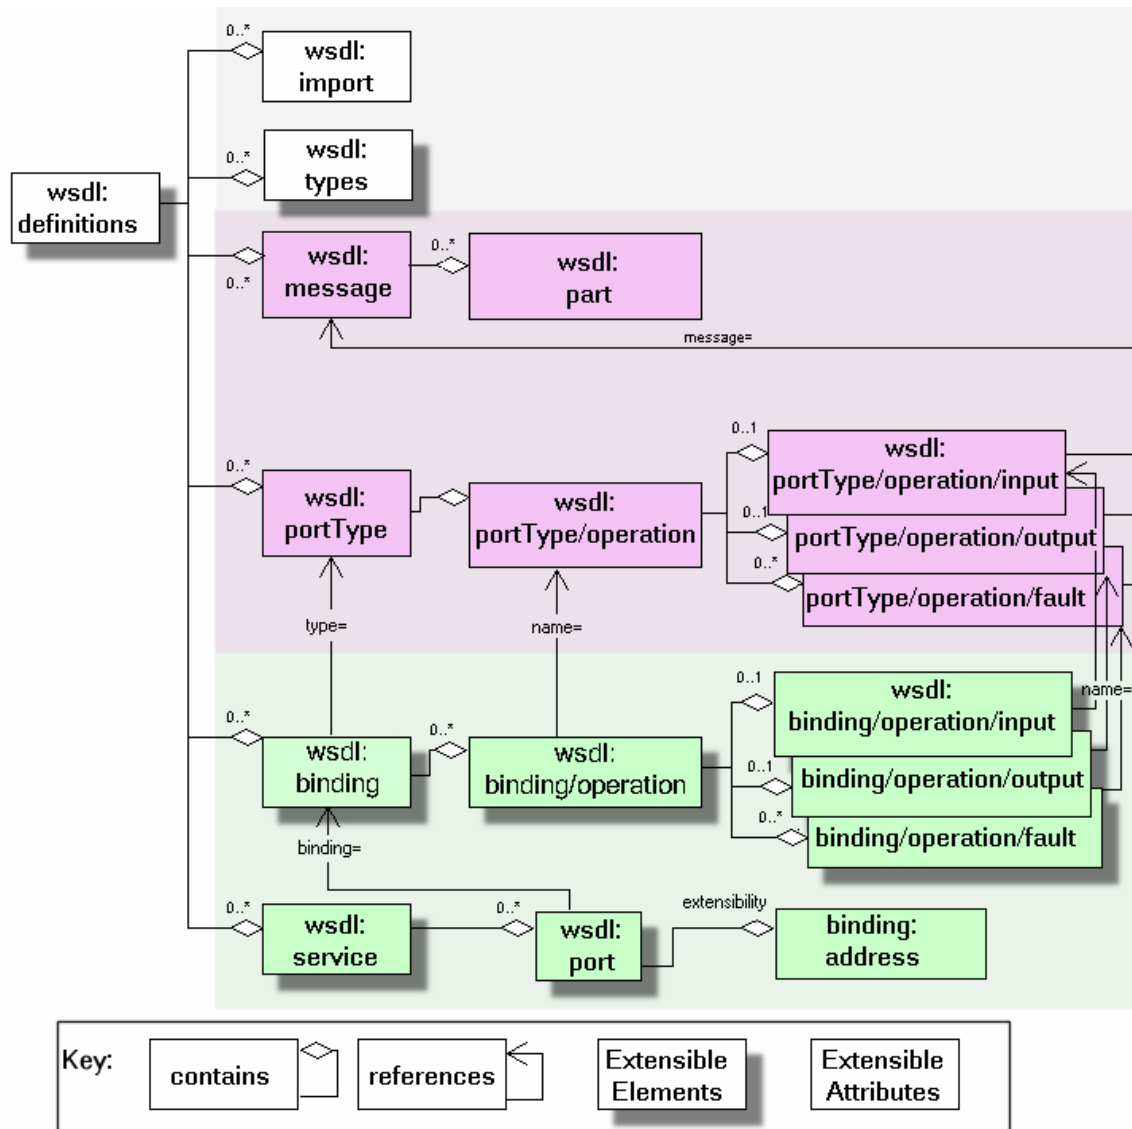 0..*
wsdl:
import
0..*
wsdl:
types
wsdl:
definitions
wsdl:
message
0..*
0..*
wsdl:
part
message=
0..*
wsdl:
portType
wsdl:
portType/operation
0..1
wsdl:
portType/operation/input
0..1
portType/operation/output
0..*
portType/operation/fault
type=
name=
0..*
wsdl:
binding
0..*
wsdl:
binding/operation
0..1
wsdl:
binding/operation/input
name=
0..1
binding/operation/output
0..*
binding/operation/fault
binding=
0..*
wsdl:
service
0..*
wsdl:
port
extensibility
binding:
address
Key:
contains
references
Extensible
Elements
Extensible
Attributes